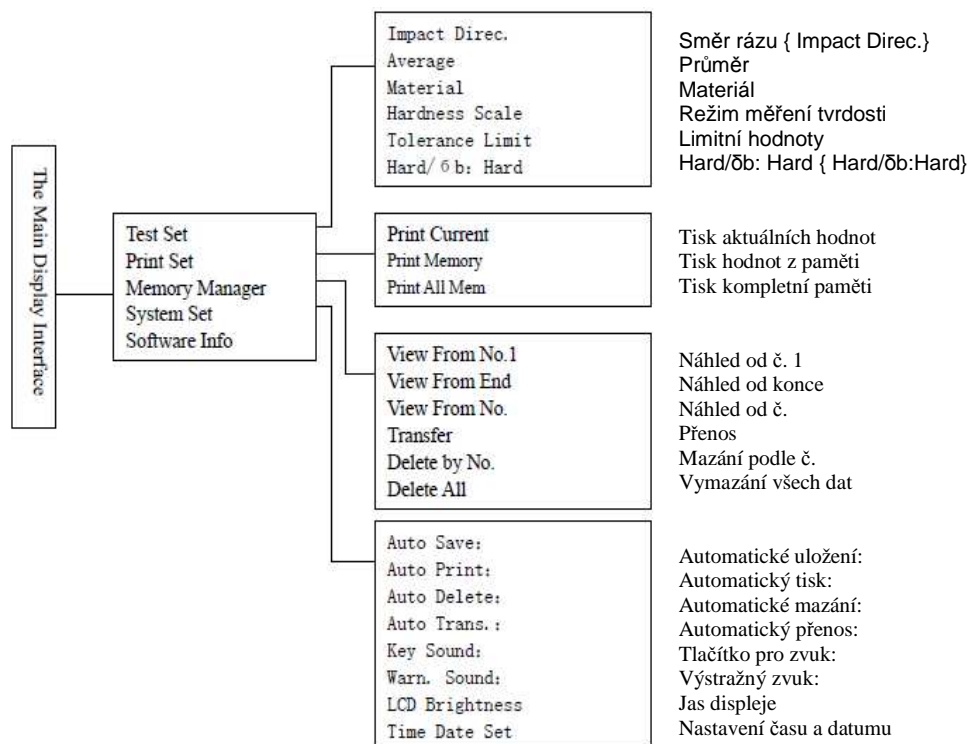 The Main Display Interface
Test Set
Print Set
Memory Manager
System Set
Software Info
Impact Direc.
Average
Material
Hardness Scale
Tolerance Limit
Hard/бb: Hard
Směr rázu { Impact Direc.}
Průměr
Materiál
Režim měření tvrdosti
Limitní hodnoty
Hard/δb: Hard { Hard/δb:Hard}
Print Current
Print Memory
Print All Mem
Tisk aktuálních hodnot
Tisk hodnot z paměti
Tisk kompletní paměti
View From No.1
View From End
View From No.
Transfer
Delete by No.
Delete All
Náhled od č. 1
Náhled od konce
Náhled od č.
Přenos
Mazání podle č.
Vymazání všech dat
Auto Save:
Auto Print:
Auto Delete:
Auto Trans.:
Key Sound:
Warn. Sound:
LCD Brightness
Time Date Set
Automatické uložení:
Automatický tisk:
Automatické mazání:
Automatický přenos:
Tlačítko pro zvuk:
Výstražný zvuk:
Jas displeje
Nastavení času a datumu